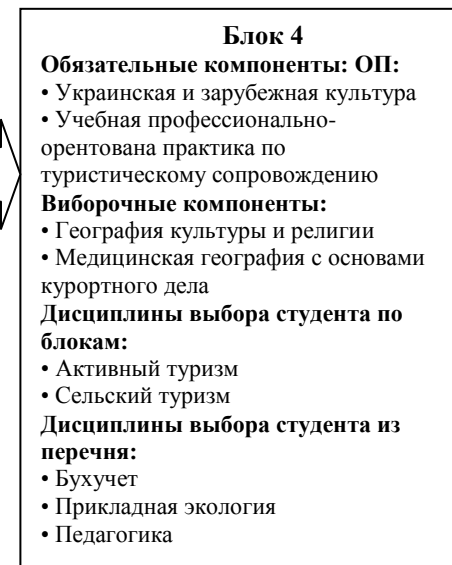 Блок 4
Обязательные компоненты: ОП:
• Украинская и зарубежная культура
• Учебная профессионально-
орентована практика по
туристическому сопровождению
Виборочные компоненты:
• География культуры и религии
• Медицинская география с основами
курортного дела
Дисциплины выбора студента по
блокам:
• Активный туризм
• Сельский туризм
Дисциплины выбора студента из
перечня:
• Бухучет
• Прикладная экология
• Педагогика